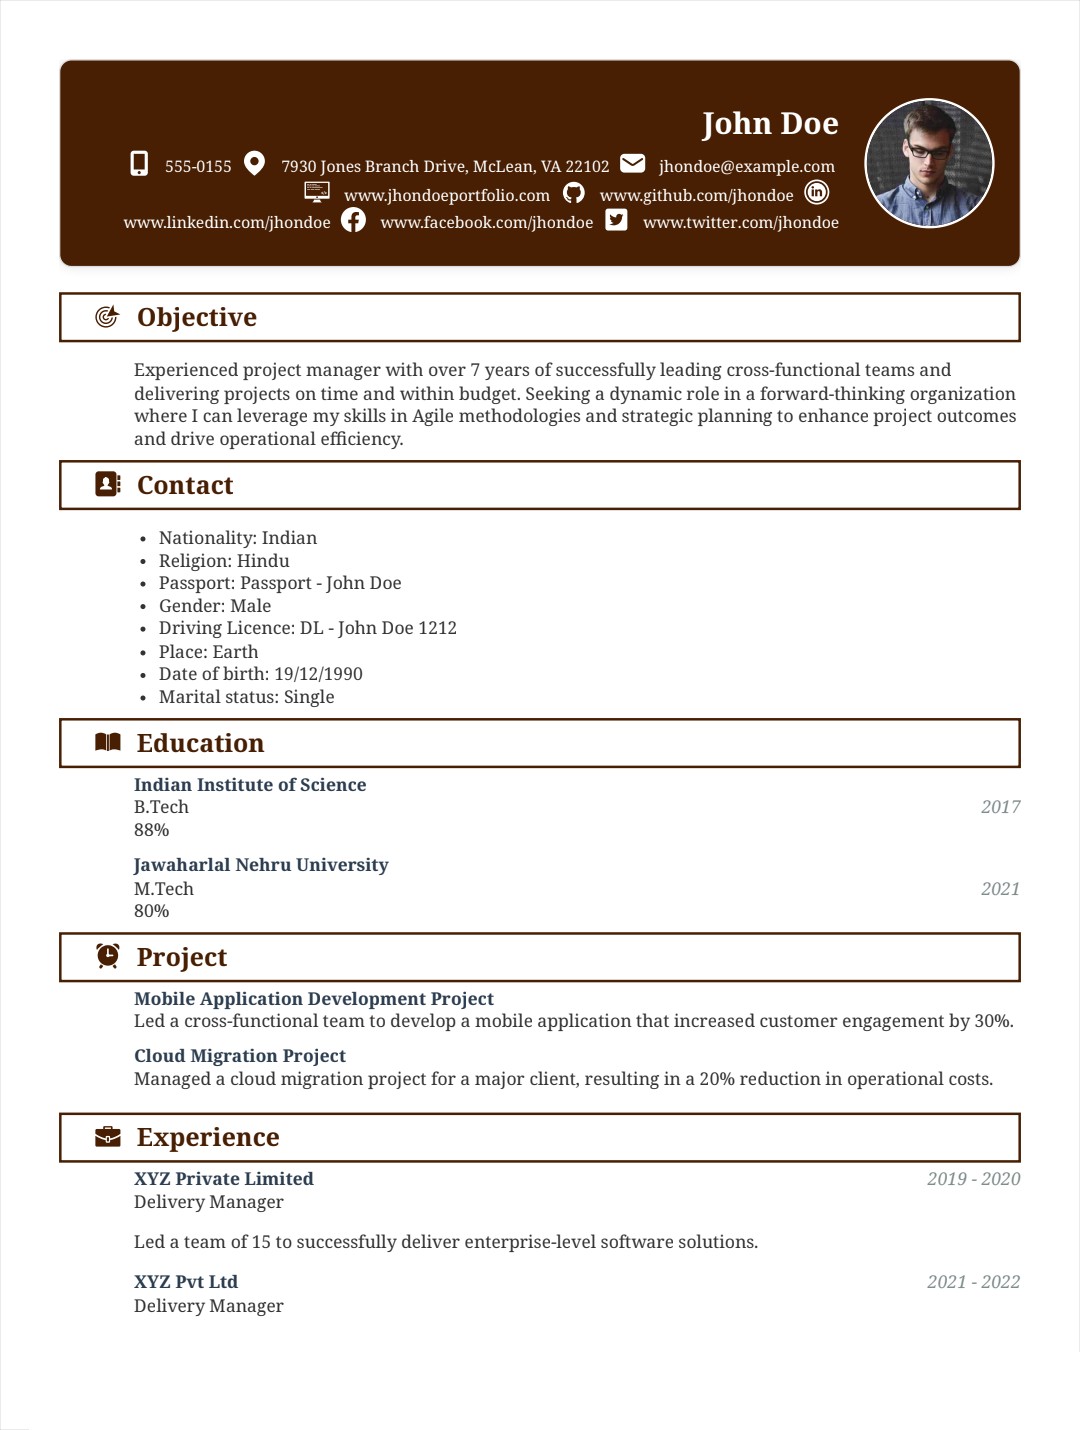 John Doe
555-0155 7930 Jones Branch Drive, McLean, VA 22102 jhondoe@example.com
www.jhondoeportfolio.com www.github.com/jhondoe
www.linkedin.com/jhondoe www.facebook.com/jhondoe www.twitter.com/jhondoe
Objective
Experienced project manager with over 7 years of successfully leading cross-functional teams and
delivering projects on time and within budget. Seeking a dynamic role in a forward-thinking organization
where I can leverage my skills in Agile methodologies and strategic planning to enhance project outcomes
and drive operational efficiency.
Contact
• Nationality: Indian
• Religion: Hindu
• Passport: Passport - John Doe
• Gender: Male
• Driving Licence: DL - John Doe 1212
• Place: Earth
• Date of birth: 19/12/1990
• Marital status: Single
Education
Indian Institute of Science
B.Tech 2017
88%
Jawaharlal Nehru University
M.Tech 2021
80%
Project
Mobile Application Development Project
Led a cross-functional team to develop a mobile application that increased customer engagement by 30%.
Cloud Migration Project
Managed a cloud migration project for a major client, resulting in a 20% reduction in operational costs.
Experience
XYZ Private Limited 2019 - 2020
Delivery Manager
Led a team of 15 to successfully deliver enterprise-level software solutions.
XYZ Pvt Ltd 2021 - 2022
Delivery Manager